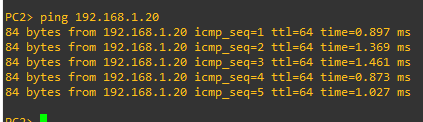 PC2> ping 192.168.1.20
84 bytes from 192.168.1.20 icmp_seq=1 ttl=64 time=0.897 ms
84 bytes from 192.168.1.20 icmp_seq=2 ttl=64 time=1.369 ms
84 bytes from 192.168.1.20 icmp_seq=3 ttl=64 time=1.461 ms
84 bytes from 192.168.1.20 icmp_seq=4 ttl=64 time=0.873 ms
84 bytes from 192.168.1.20 icmp_seq=5 ttl=64 time=1.027 ms
PC2>